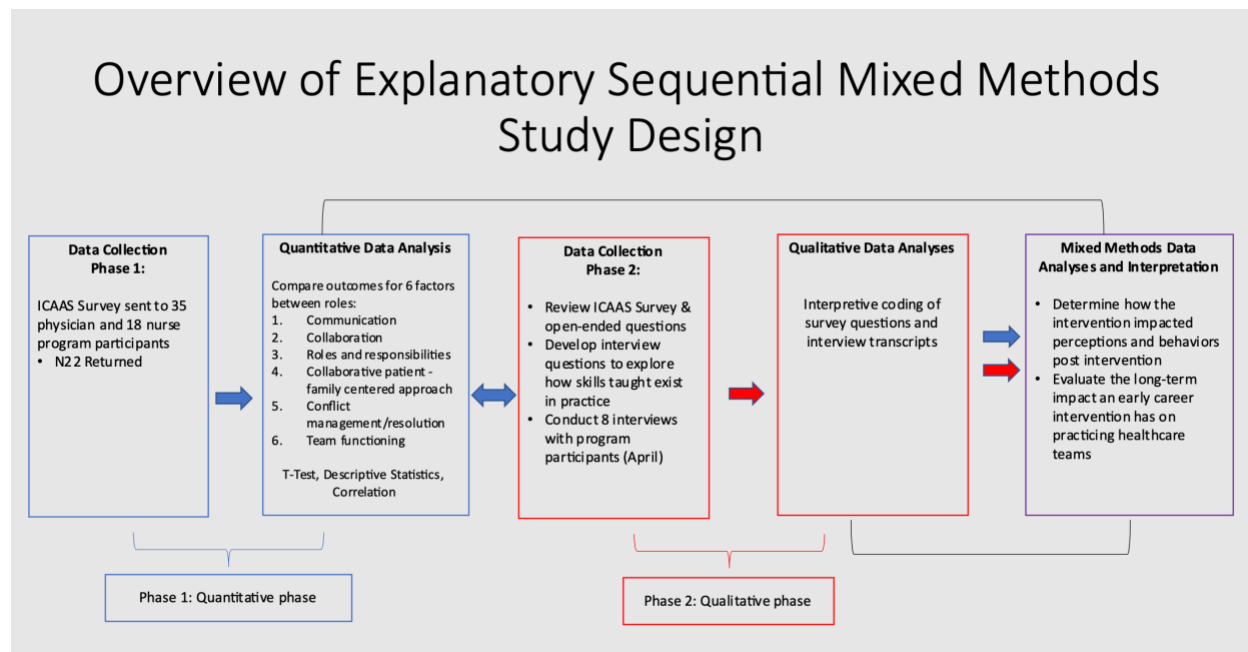 Overview of Explanatory Sequential Mixed Methods
Study Design
Data Collection
Phase 1:
ICAAS Survey sent to 35
physician and 18 nurse
program participants
• N22 Returned
Quantitative Data Analysis
Compare outcomes for 6 factors
between roles:
1. Communication
2. Collaboration
3. Roles and responsibilities
4. Collaborative patient -
family centered approach
5. Conflict
management/resolution
6. Team functioning
T-Test, Descriptive Statistics,
Correlation
Data Collection
Phase 2:
• Review ICAAS Survey &
open-ended questions
• Develop interview
questions to explore
how skills taught exist
in practice
• Conduct 8 interviews
with program
participants (April)
Qualitative Data Analyses
Interpretive coding of
survey questions and
interview transcripts
Mixed Methods Data
Analyses and Interpretation
• Determine how the
intervention impacted
perceptions and behaviors
post intervention
• Evaluate the long-term
impact an early career
intervention has on
practicing healthcare
teams
Phase 1: Quantitative phase
Phase 2: Qualitative phase